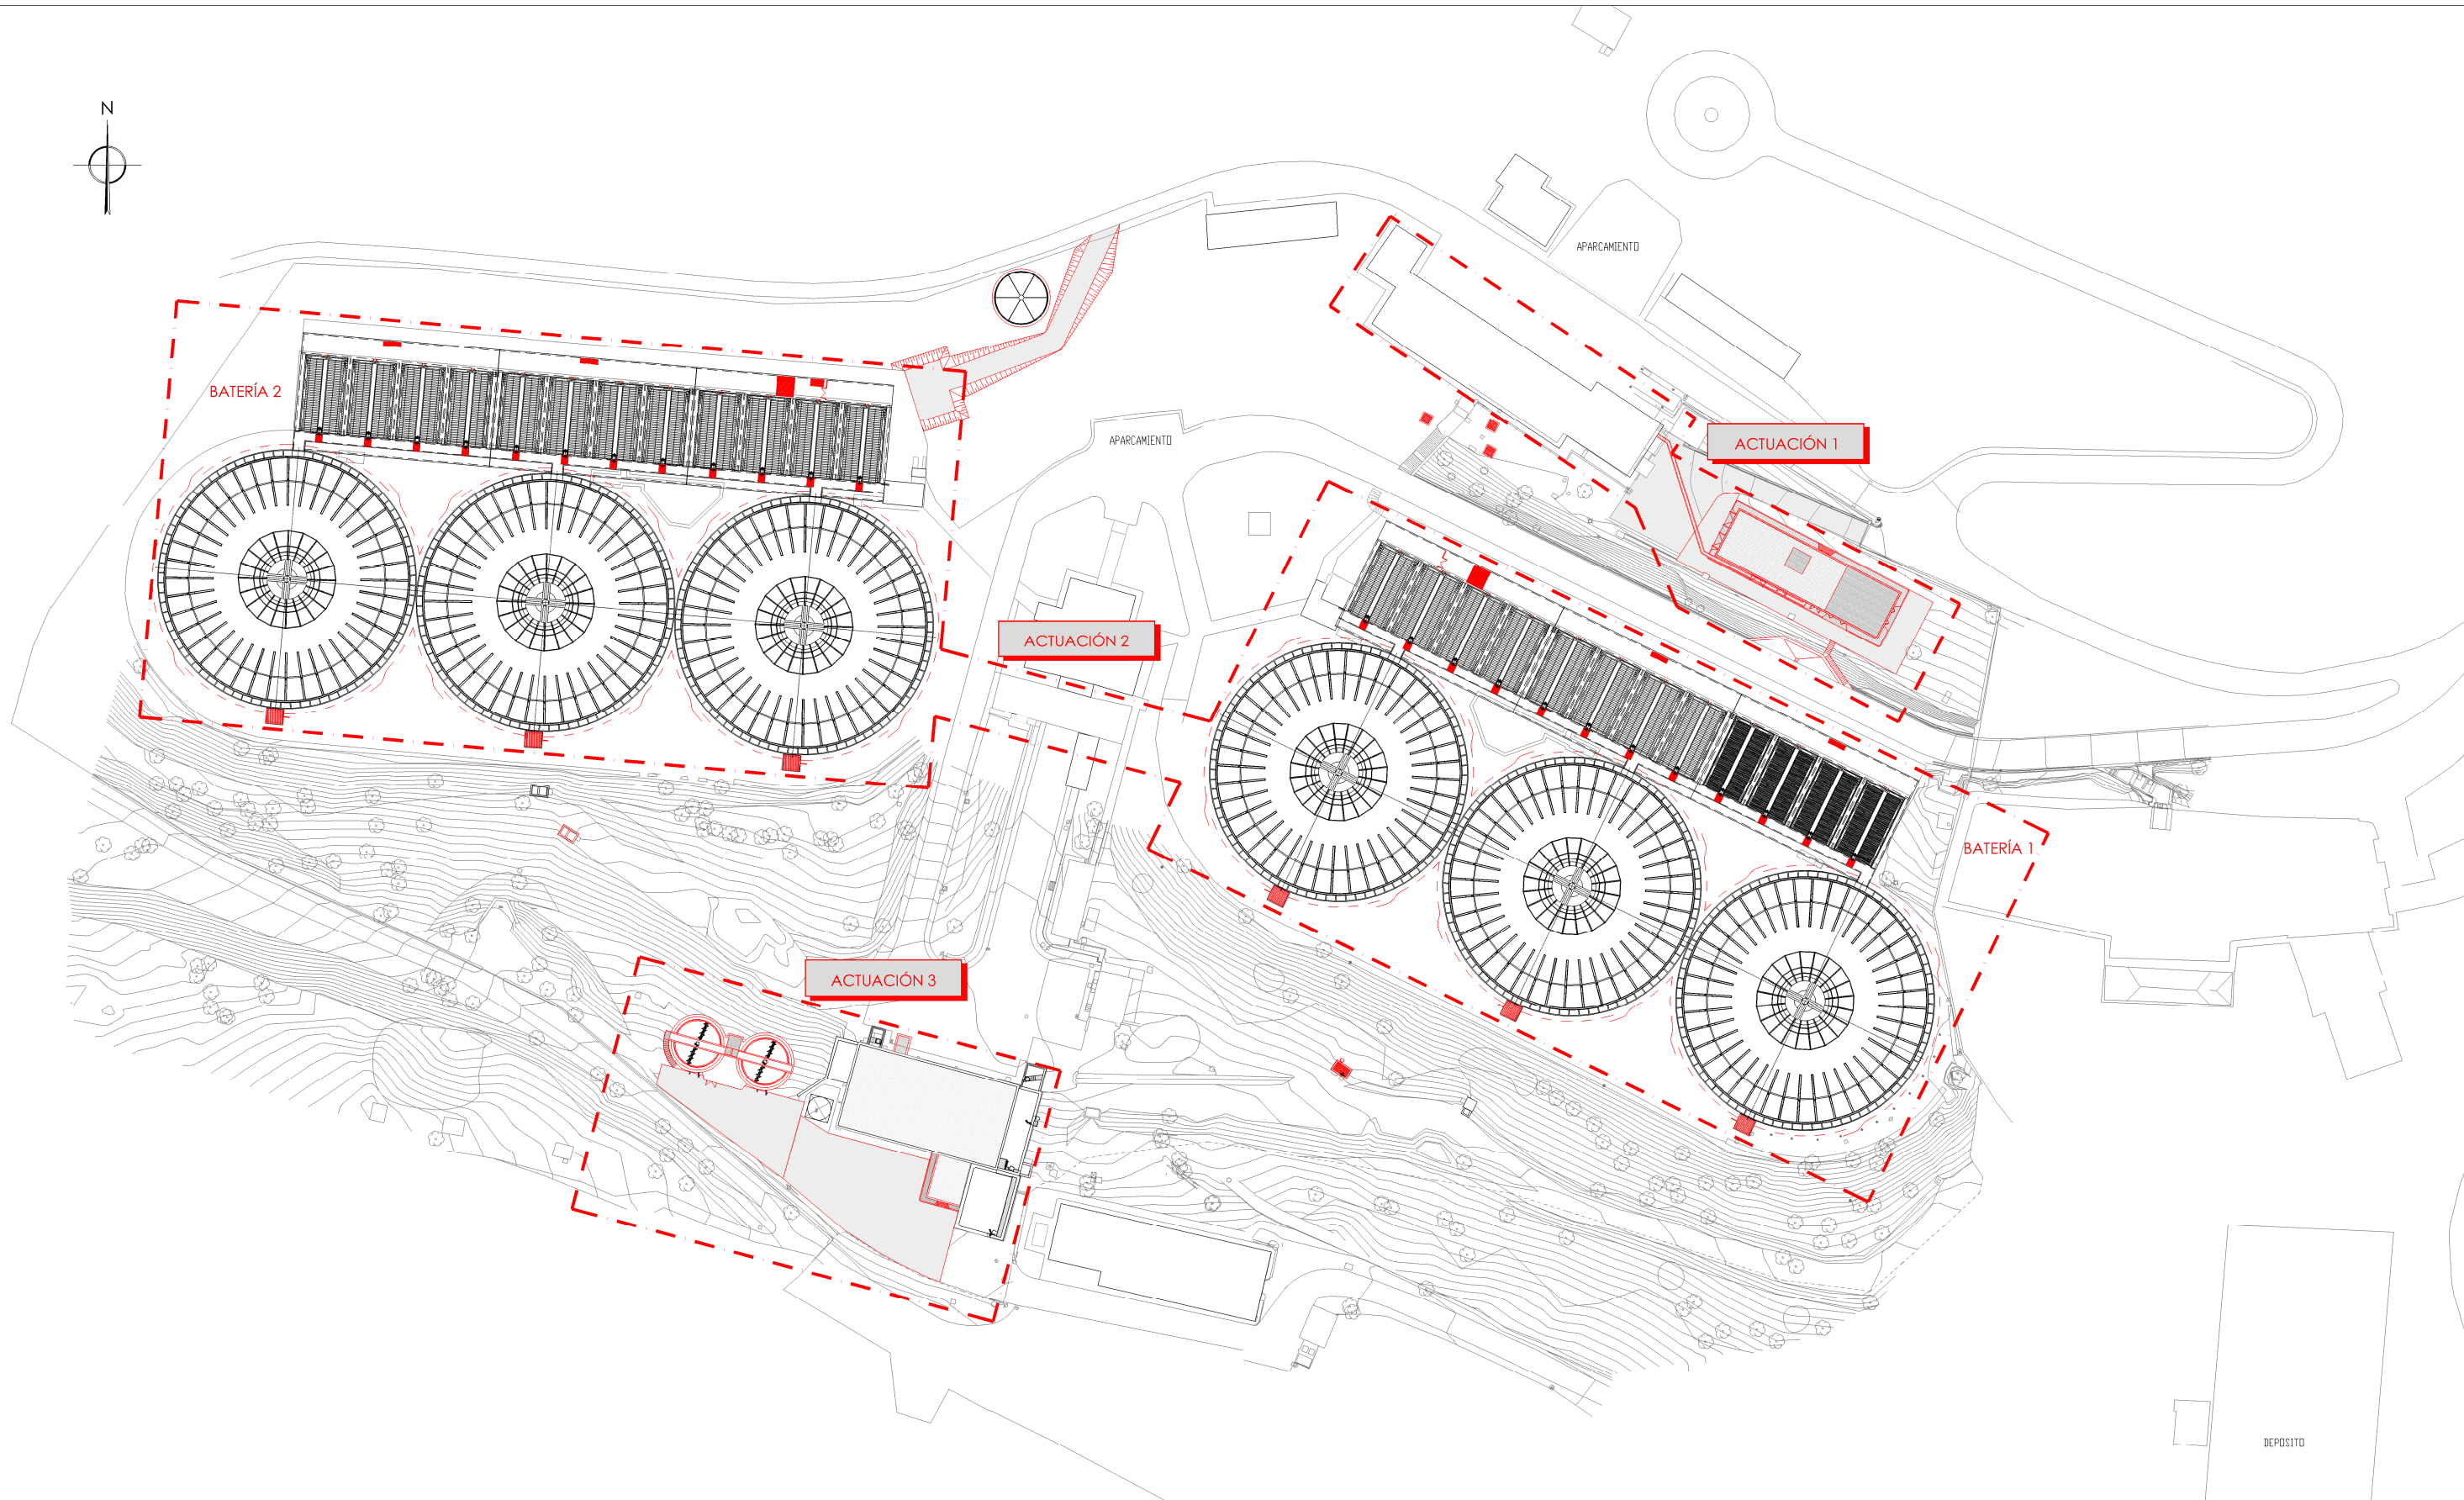 N
APARCAMIENTO
BATERÍA 2
APARCAMIENTO
ACTUACIÓN 1
ACTUACIÓN 2
BATERÍA 1
ACTUACIÓN 3
DEPOSITO